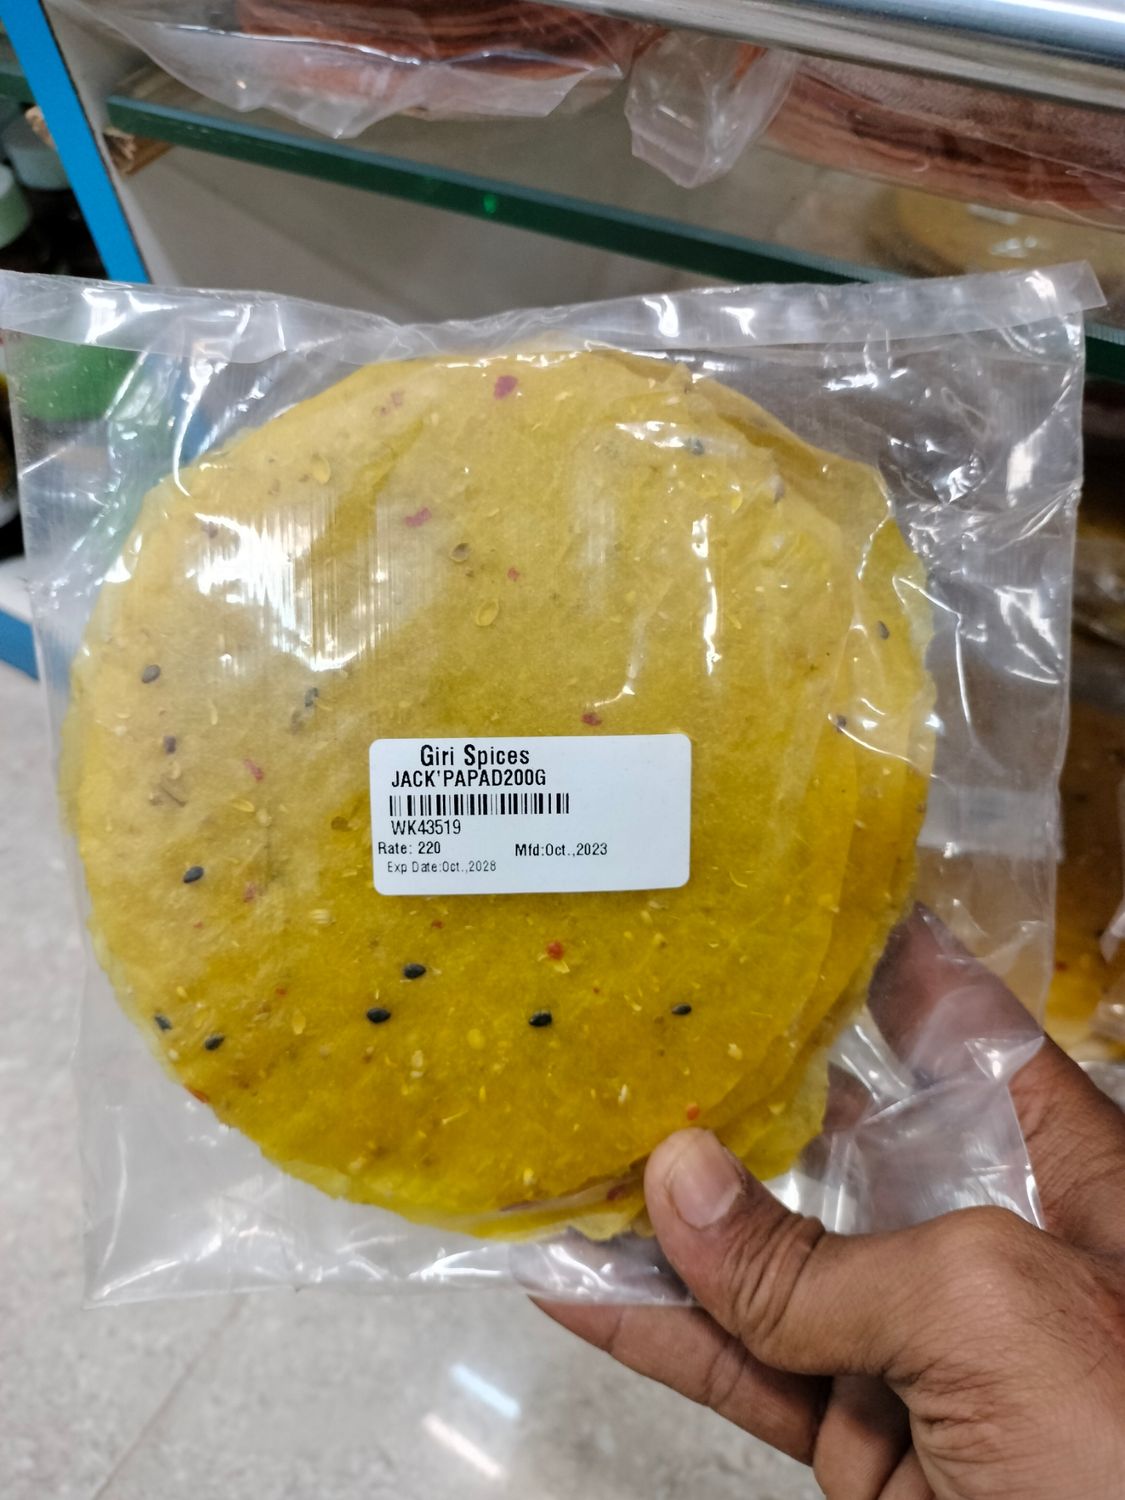 Giri Spices
JACK'PAPAD200G
WK43519
Rate: 220 Mfd:Oct.,2023
Exp Date:Oct.,2028